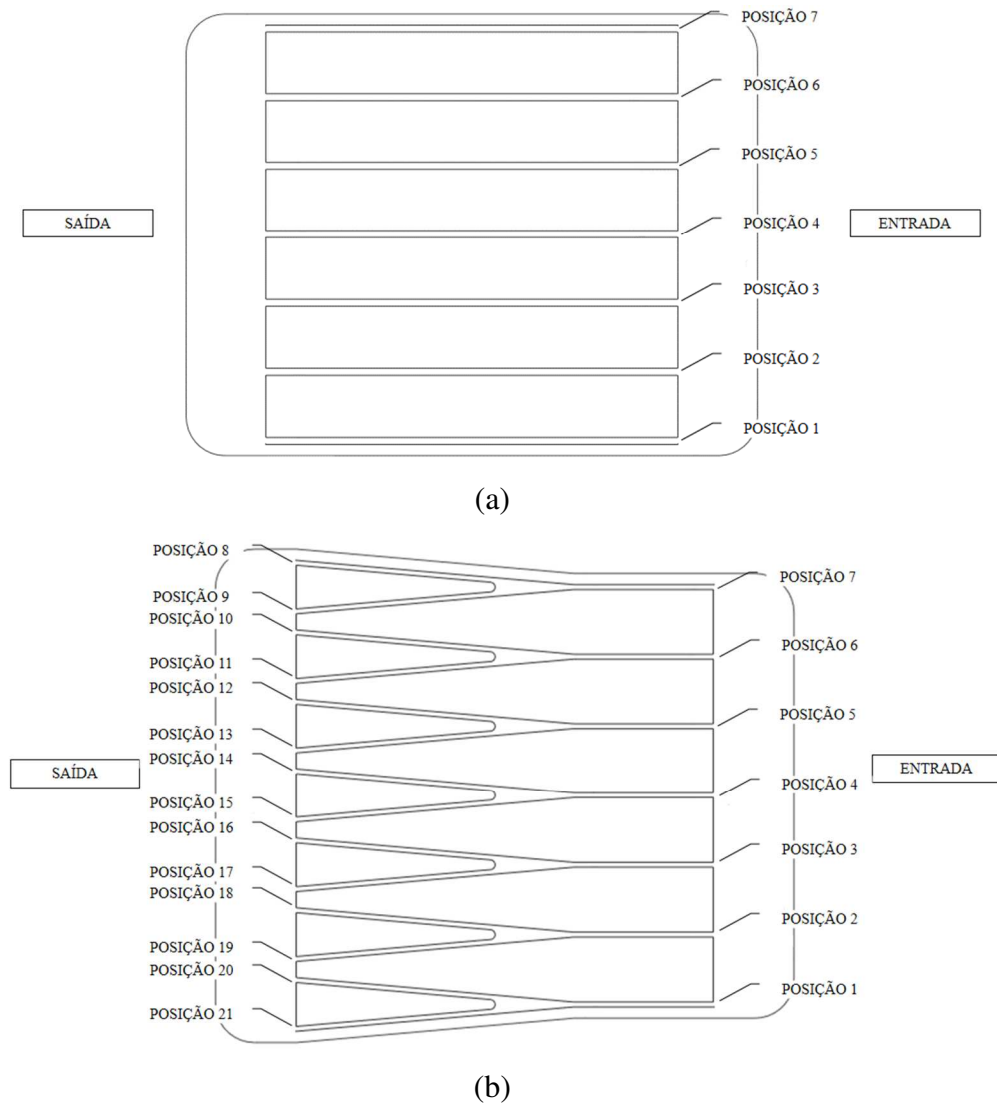 POSIÇÃO 7
POSIÇÃO 6
POSIÇÃO 5
SAÍDA
POSIÇÃO 4
ENTRADA
POSIÇÃO 3
POSIÇÃO 2
POSIÇÃO 1
(a)
POSIÇÃO 8
POSIÇÃO 7
POSIÇÃO 9
POSIÇÃO 10
POSIÇÃO 6
POSIÇÃO 11
POSIÇÃO 12
POSIÇÃO 5
POSIÇÃO 13
POSIÇÃO 14
SAÍDA
ENTRADA
POSIÇÃO 4
POSIÇÃO 15
POSIÇÃO 16
POSIÇÃO 3
POSIÇÃO 17
POSIÇÃO 18
POSIÇÃO 2
POSIÇÃO 19
POSIÇÃO 20
POSIÇÃO 1
POSIÇÃO 21
(b)